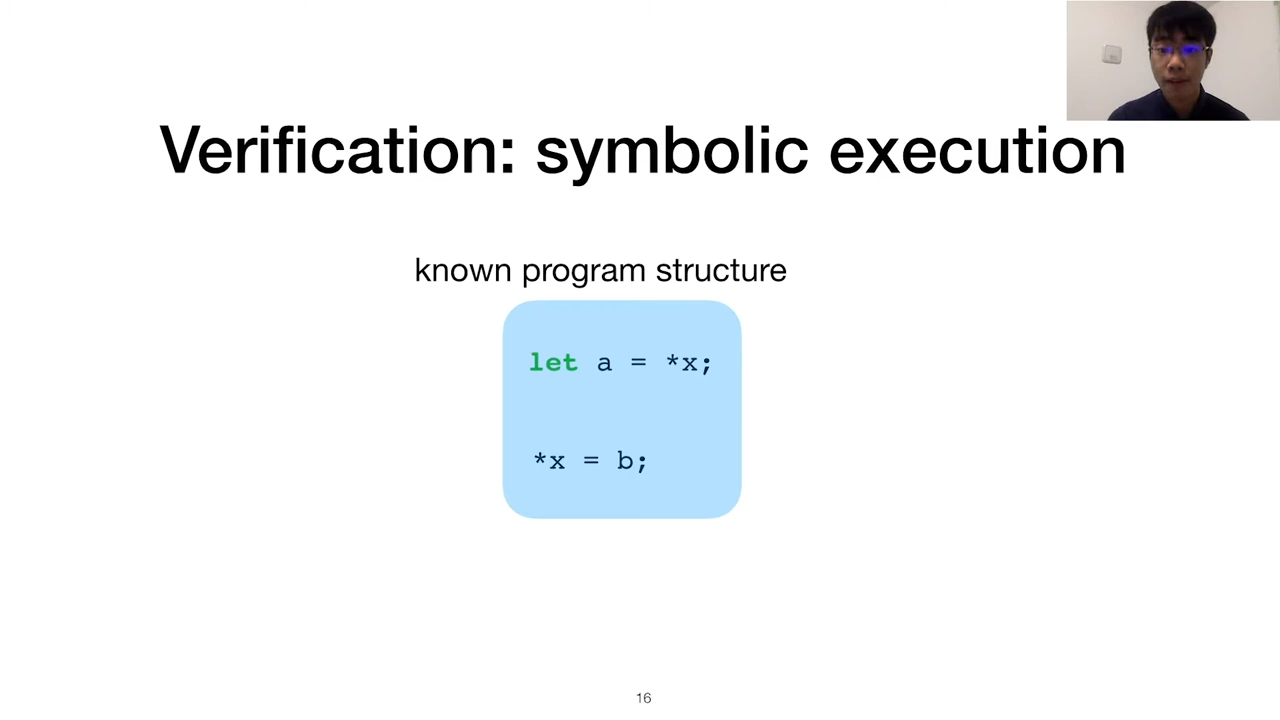 Verification: symbolic execution
known program structure
let a = *x;
*x = b;
16